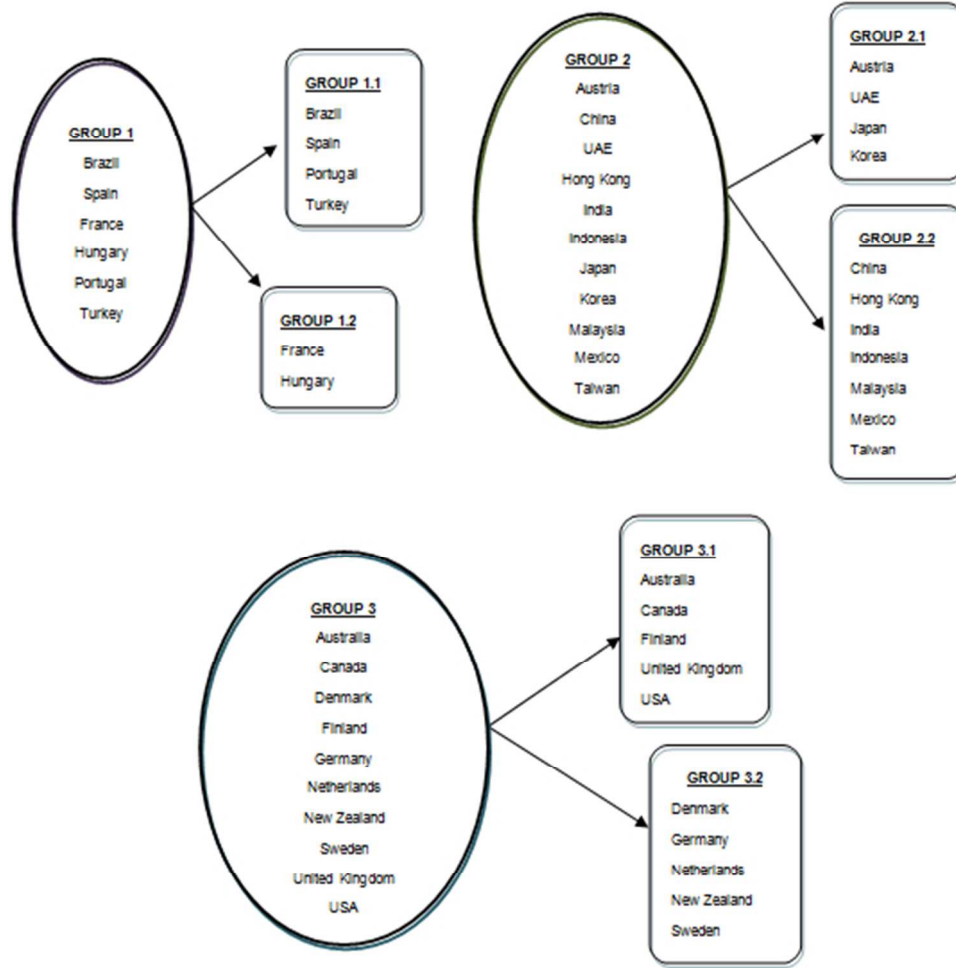 GROUP 1
Brazil
Spain
France
Hungary
Portugal
Turkey
GROUP 1.1
Brazil
Spain
Portugal
Turkey
GROUP 1.2
France
Hungary
GROUP 2
Austria
China
UAE
Hong Kong
India
Indonesia
Japan
Korea
Malaysia
Mexico
Taiwan
GROUP 2.1
Austria
UAE
Japan
Korea
GROUP 2.2
China
Hong Kong
India
Indonesia
Malaysia
Mexico
Taiwan
GROUP 3
Australia
Canada
Denmark
Finland
Germany
Netherlands
New Zealand
Sweden
United Kingdom
USA
GROUP 3.1
Australia
Canada
Finland
United Kingdom
USA
GROUP 3.2
Denmark
Germany
Netherlands
New Zealand
Sweden